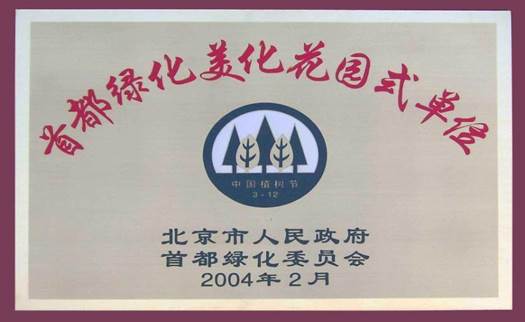 首都绿化美化花园式单位
中国植树节
3-12
北京市人民政府
首都绿化委员会
2004年2月